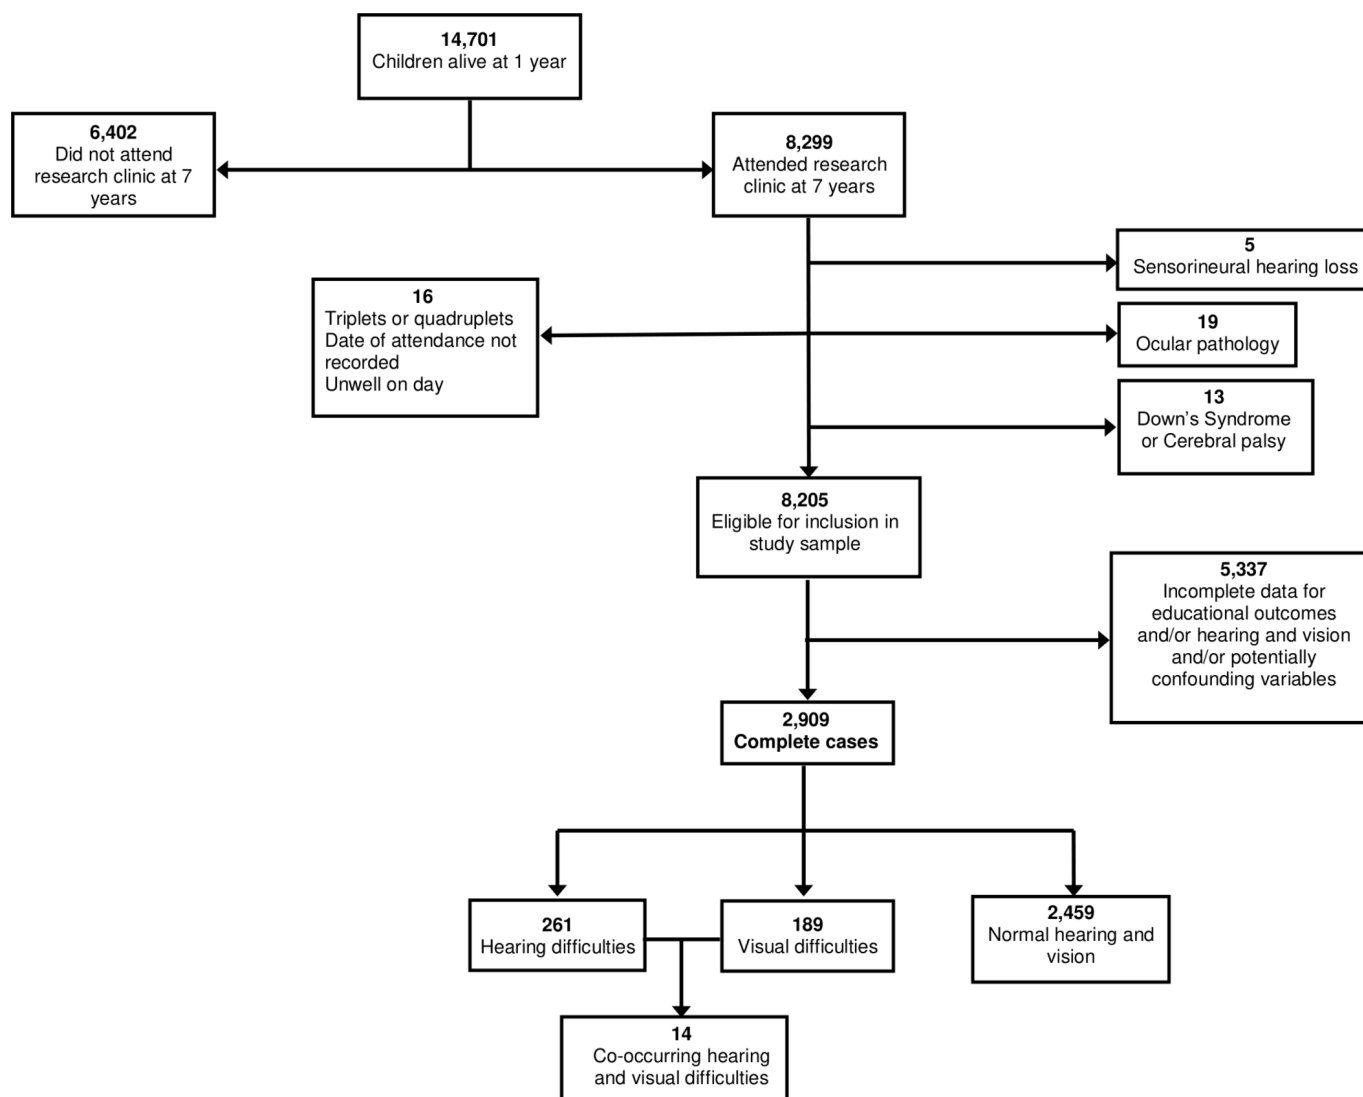 14,701
Children alive at 1 year
6,402
Did not attend
research clinic at 7
years
8,299
Attended research
clinic at 7 years
5
Sensorineural hearing loss
16
Triplets or quadruplets
Date of attendance not
recorded
Unwell on day
19
Ocular pathology
13
Down’s Syndrome
or Cerebral palsy
8,205
Eligible for inclusion in
study sample
5,337
Incomplete data for
educational outcomes
and/or hearing and vision
and/or potentially
confounding variables
2,909
Complete cases
261
Hearing difficulties
189
Visual difficulties
2,459
Normal hearing and
vision
14
Co-occurring hearing
and visual difficulties